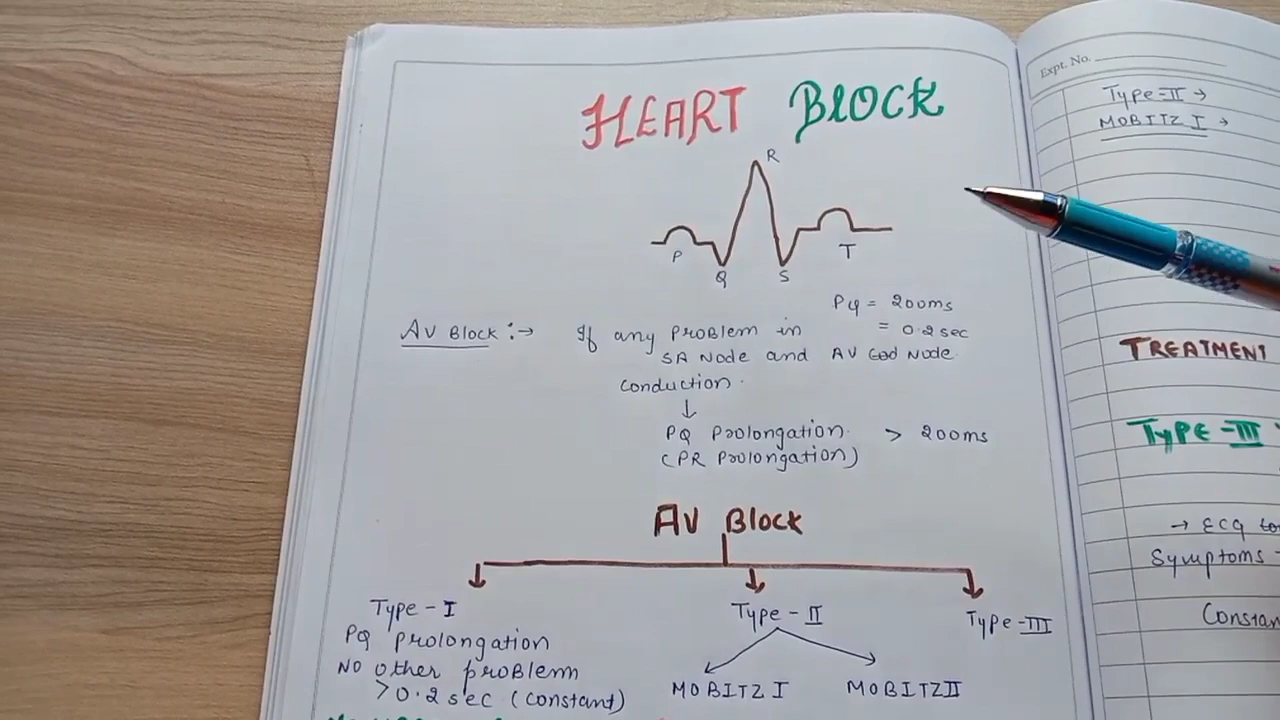 HEART BLOCK
R
P
Q
S
T
PQ = 200ms
= 0.2sec
AV Block :→ If any problem in
SA Node and AV Node
conduction.
↓
PQ Prolongation. > 200ms
(PR Prolongation)
AV Block
Type - I
PQ prolongation
NO other problem
>0.2 sec (constant)
Type - II
MOBITZ I
MOBITZ II
Type - III
Expt. No.
Type-II →
MOBITZ I →
TREATMENT
TYPE - III
→ ECG
Symptoms